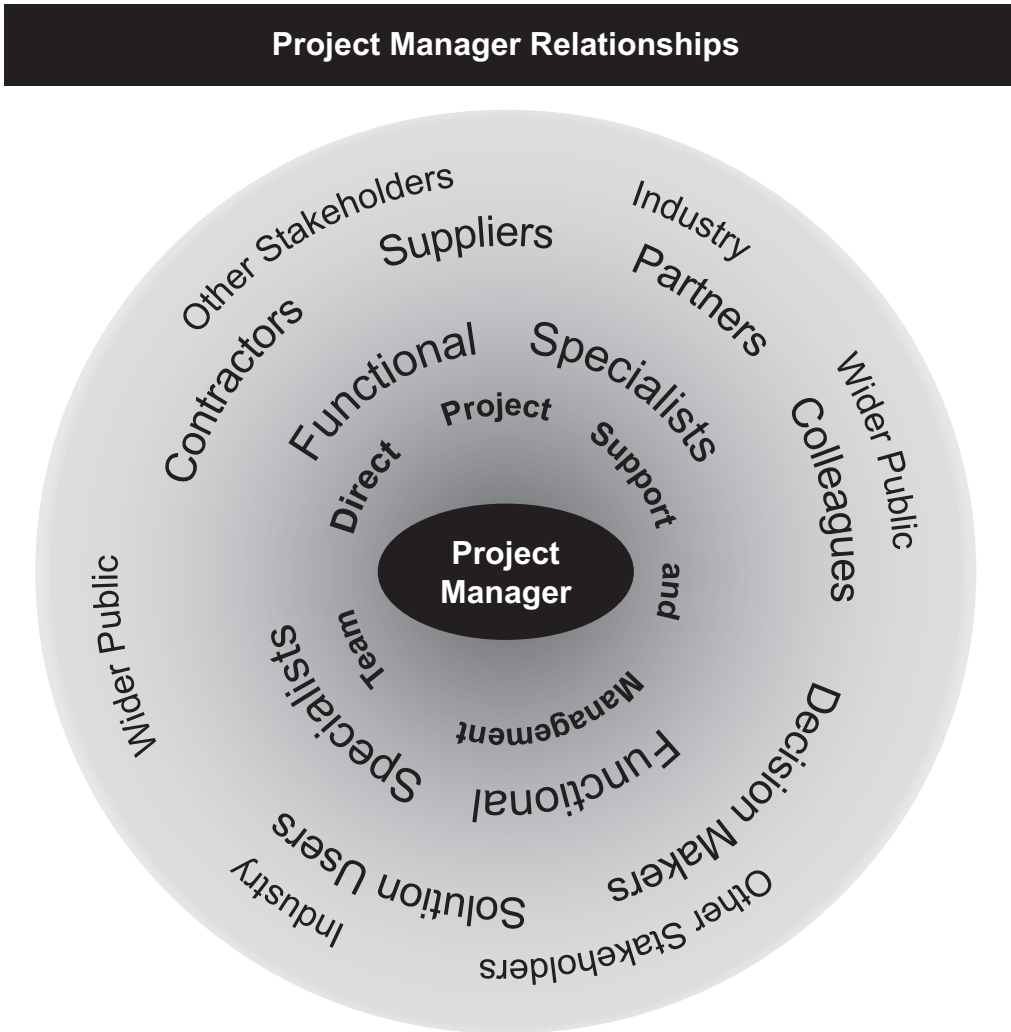 Project Manager Relationships
Other Stakeholders
Industry
Wider Public
Other Stakeholders
Industry
Wider Public
Contractors
Suppliers
Partners
Colleagues
Decision Makers
Solution Users
Functional Specialists
Functional Specialists
Direct Project Support and Management Team
Project
Manager